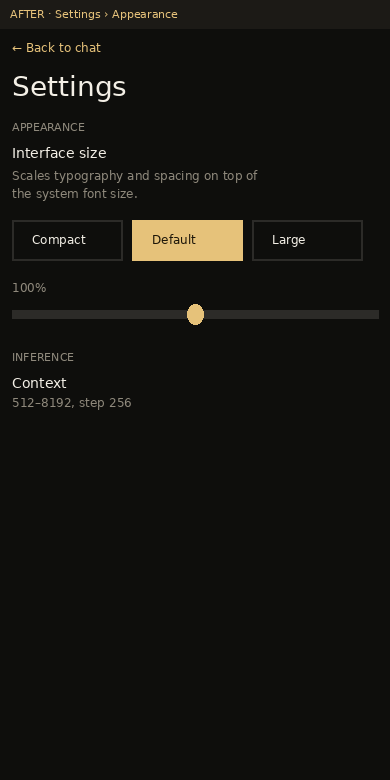 AFTER · Settings › Appearance
← Back to chat
Settings
APPEARANCE
Interface size
Scales typography and spacing on top of
the system font size.
Compact
Default
Large
100%
INFERENCE
Context
512–8192, step 256